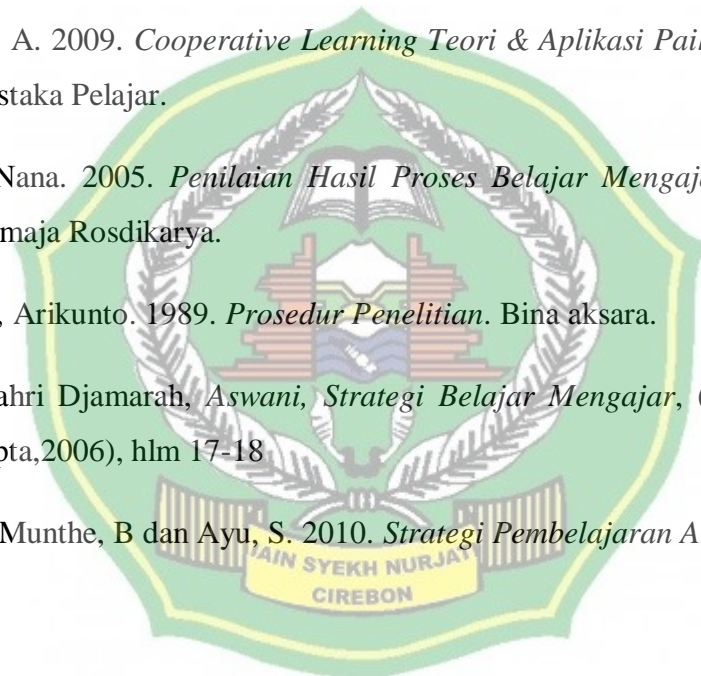 A. 2009. Cooperative Learning Teori & Aplikasi
staka Pelajar.
Nana. 2005. Penilaian Hasil Proses Belajar
maja Rosdikarya.
, Arikunto. 1989. Prosedur Penelitian. Bina aksara.
ahri Djamarah, Aswani, Strategi Belajar Mengajar, (
pta,2006), hlm 17-18
Munthe, B dan Ayu, S. 2010. Strategi Pembelajaran
IAIN SYEKH NURJATI
CIREBON